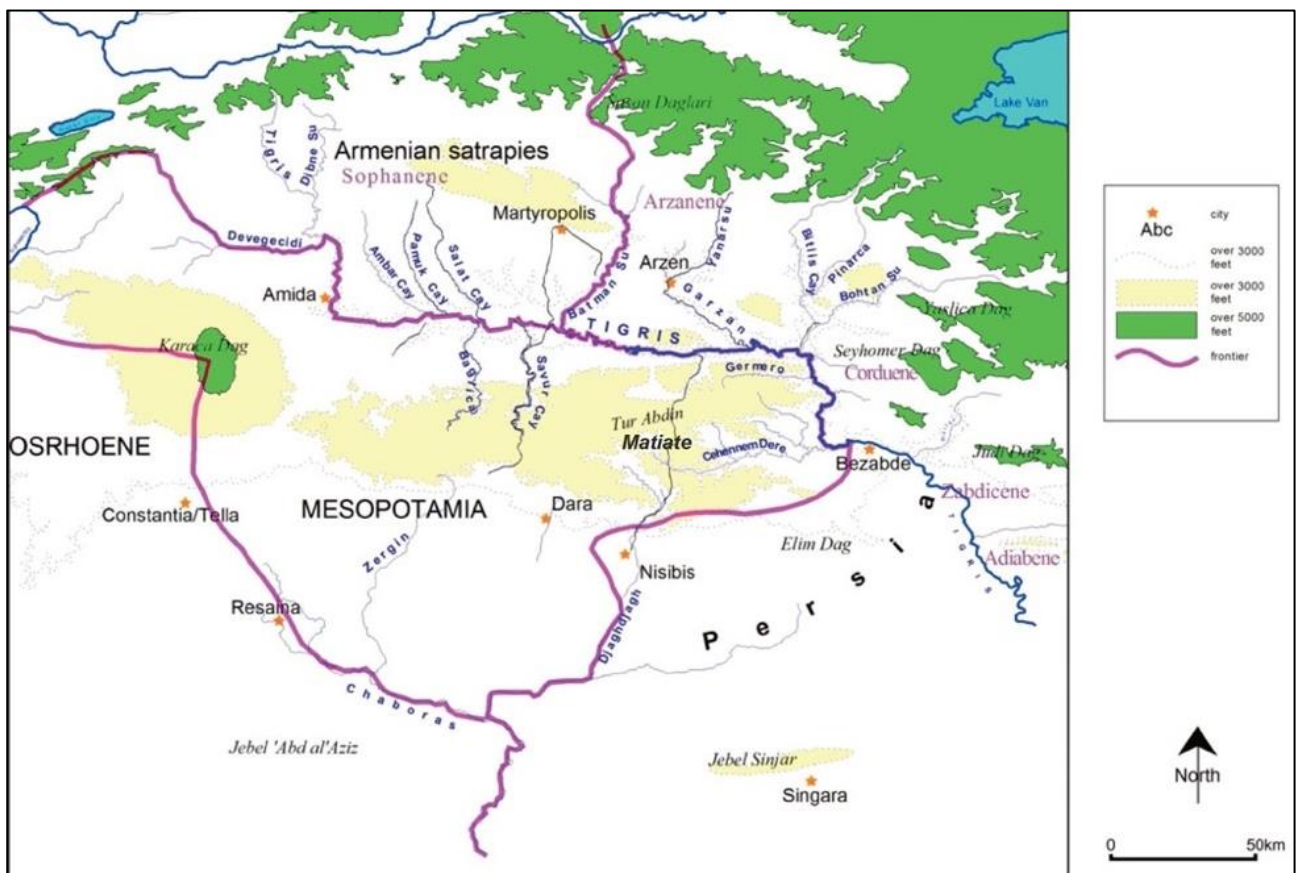 Lake Van
Tigris
Dibne Su
Armenian satrapies
Sophanene
Martyropolis
Arzanene
Yanarsu
Bitlis Cay
Pinarca
Bohtan Su
Devegecidi
Ambar Cay
Pamuk Cay
Salat Cay
Batman Su
Arzen
Garzan
Amida
TIGRIS
Yaslica Dag
Karaca Dag
Bagrica
Savur Cay
Germero
Seyhomer Dag
Corduene
Tur Abdin
Matiate
OSRHOENE
Cehennem Dere
Bezabde
Judi Dag
Zabdicene
Constantia/Tella
MESOPOTAMIA
Dara
Elim Dag
TIGRIS
Adiabene
Zergin
Nisibis
Persia
Resaina
Djaghdjagh
Chaboras
Jebel 'Abd al'Aziz
Jebel Sinjar
Singara
Abc
city
over 3000
feet
over 3000
feet
over 5000
feet
frontier
North
0 50km